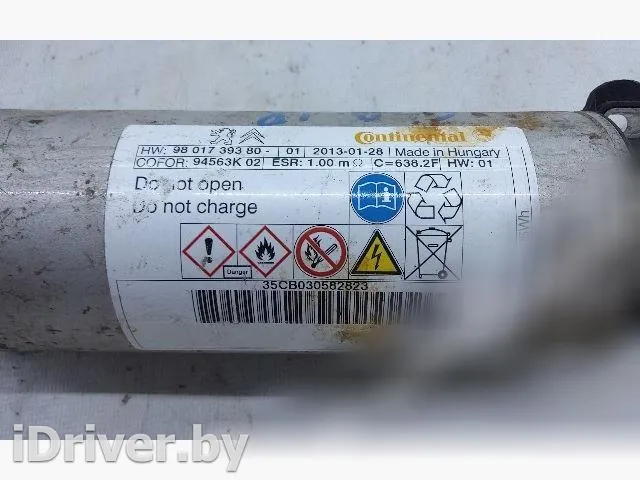 Continental
HW: 98 017 393 80 - 01 2013-01-28 Made in Hungary
COFOR: 94563K 02 ESR: 1.00 mΩ C=638.2F HW: 01
Do not open
Do not charge
Danger
35CB030582823
iDriver.by